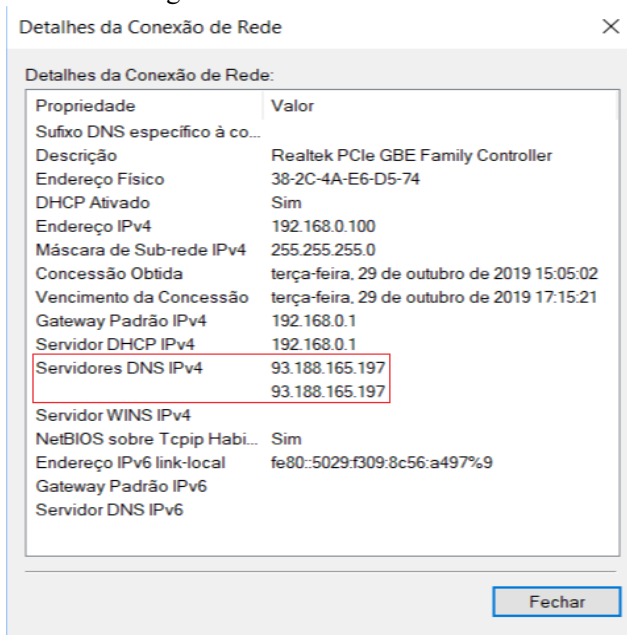 Detalhes da Conexão de Rede
Detalhes da Conexão de Rede:
Propriedade Valor
Sufixo DNS específico à co...
Descrição Realtek PCIe GBE Family Controller
Endereço Físico 38-2C-4A-E6-D5-74
DHCP Ativado Sim
Endereço IPv4 192.168.0.100
Máscara de Sub-rede IPv4 255.255.255.0
Concessão Obtida terça-feira, 29 de outubro de 2019 15:05:02
Vencimento da Concessão terça-feira, 29 de outubro de 2019 17:15:21
Gateway Padrão IPv4 192.168.0.1
Servidor DHCP IPv4 192.168.0.1
Servidores DNS IPv4 93.188.165.197
93.188.165.197
Servidor WINS IPv4
NetBIOS sobre Tcpip Habi... Sim
Endereço IPv6 link-local fe80::5029:f309:8c56:a497%9
Gateway Padrão IPv6
Servidor DNS IPv6
Fechar